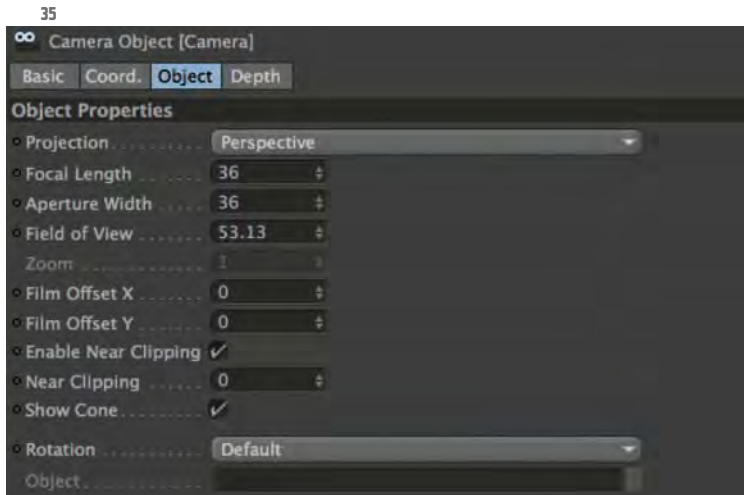 35
Camera Object [Camera]
Basic Coord. Object Depth
Object Properties
Projection Perspective
Focal Length 36
Aperture Width 36
Field of View 53.13
Zoom 1
Film Offset X 0
Film Offset Y 0
Enable Near Clipping
Near Clipping 0
Show Cone
Rotation Default
Object